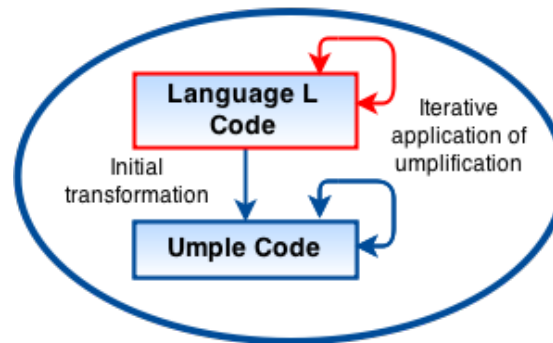 Language L
Code
Iterative
application of
umplification
Initial
transformation
Umple Code